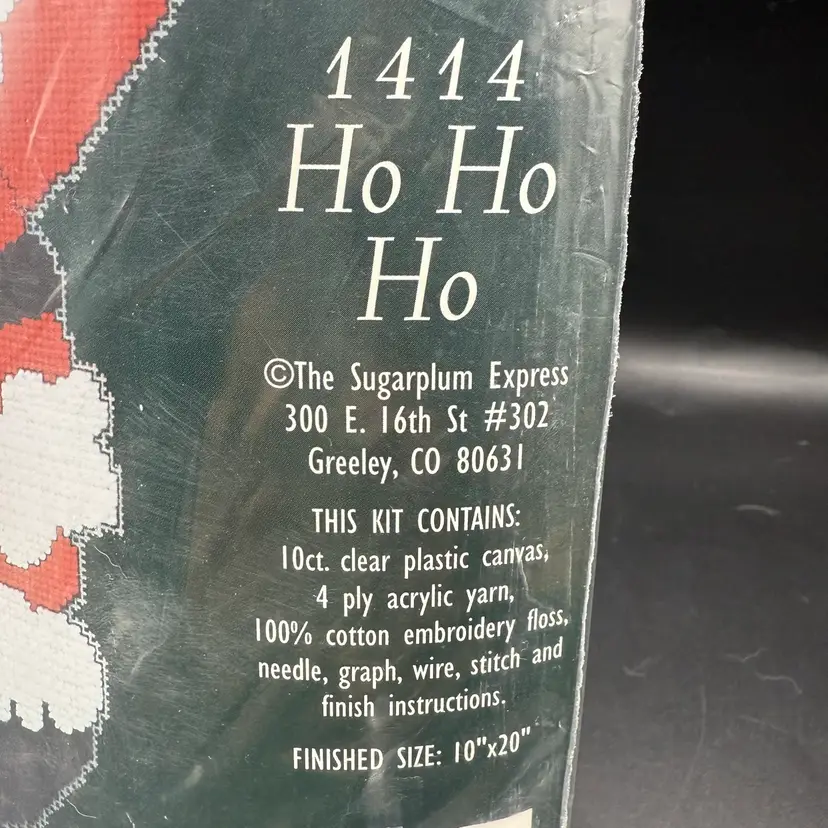 1414
Ho Ho
Ho
©The Sugarplum Express
300 E. 16th St #302
Greeley, CO 80631
THIS KIT CONTAINS:
10ct. clear plastic canvas,
4 ply acrylic yarn,
100% cotton embroidery floss,
needle, graph, wire, stitch and
finish instructions.
FINISHED SIZE: 10"x20"